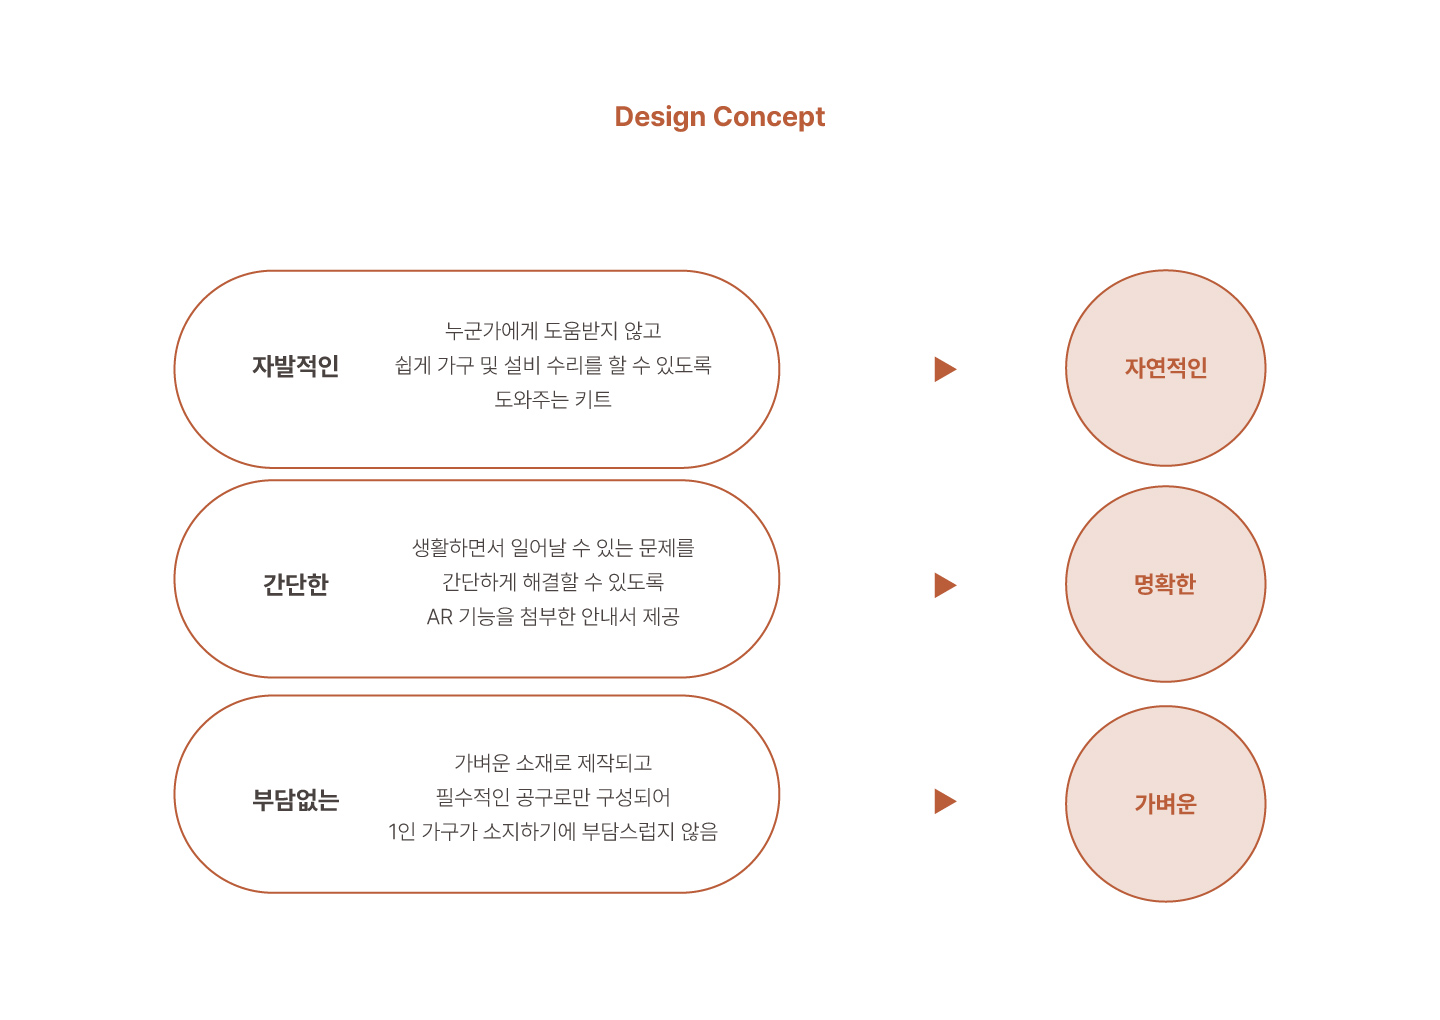 Design Concept
자발적인
누군가에게 도움받지 않고
쉽게 가구 및 설비 수리를 할 수 있도록
도와주는 키트
자연적인
간단한
생활하면서 일어날 수 있는 문제를
간단하게 해결할 수 있도록
AR 기능을 첨부한 안내서 제공
명확한
부담없는
가벼운 소재로 제작되고
필수적인 공구로만 구성되어
1인 가구가 소지하기에 부담스럽지 않음
가벼운